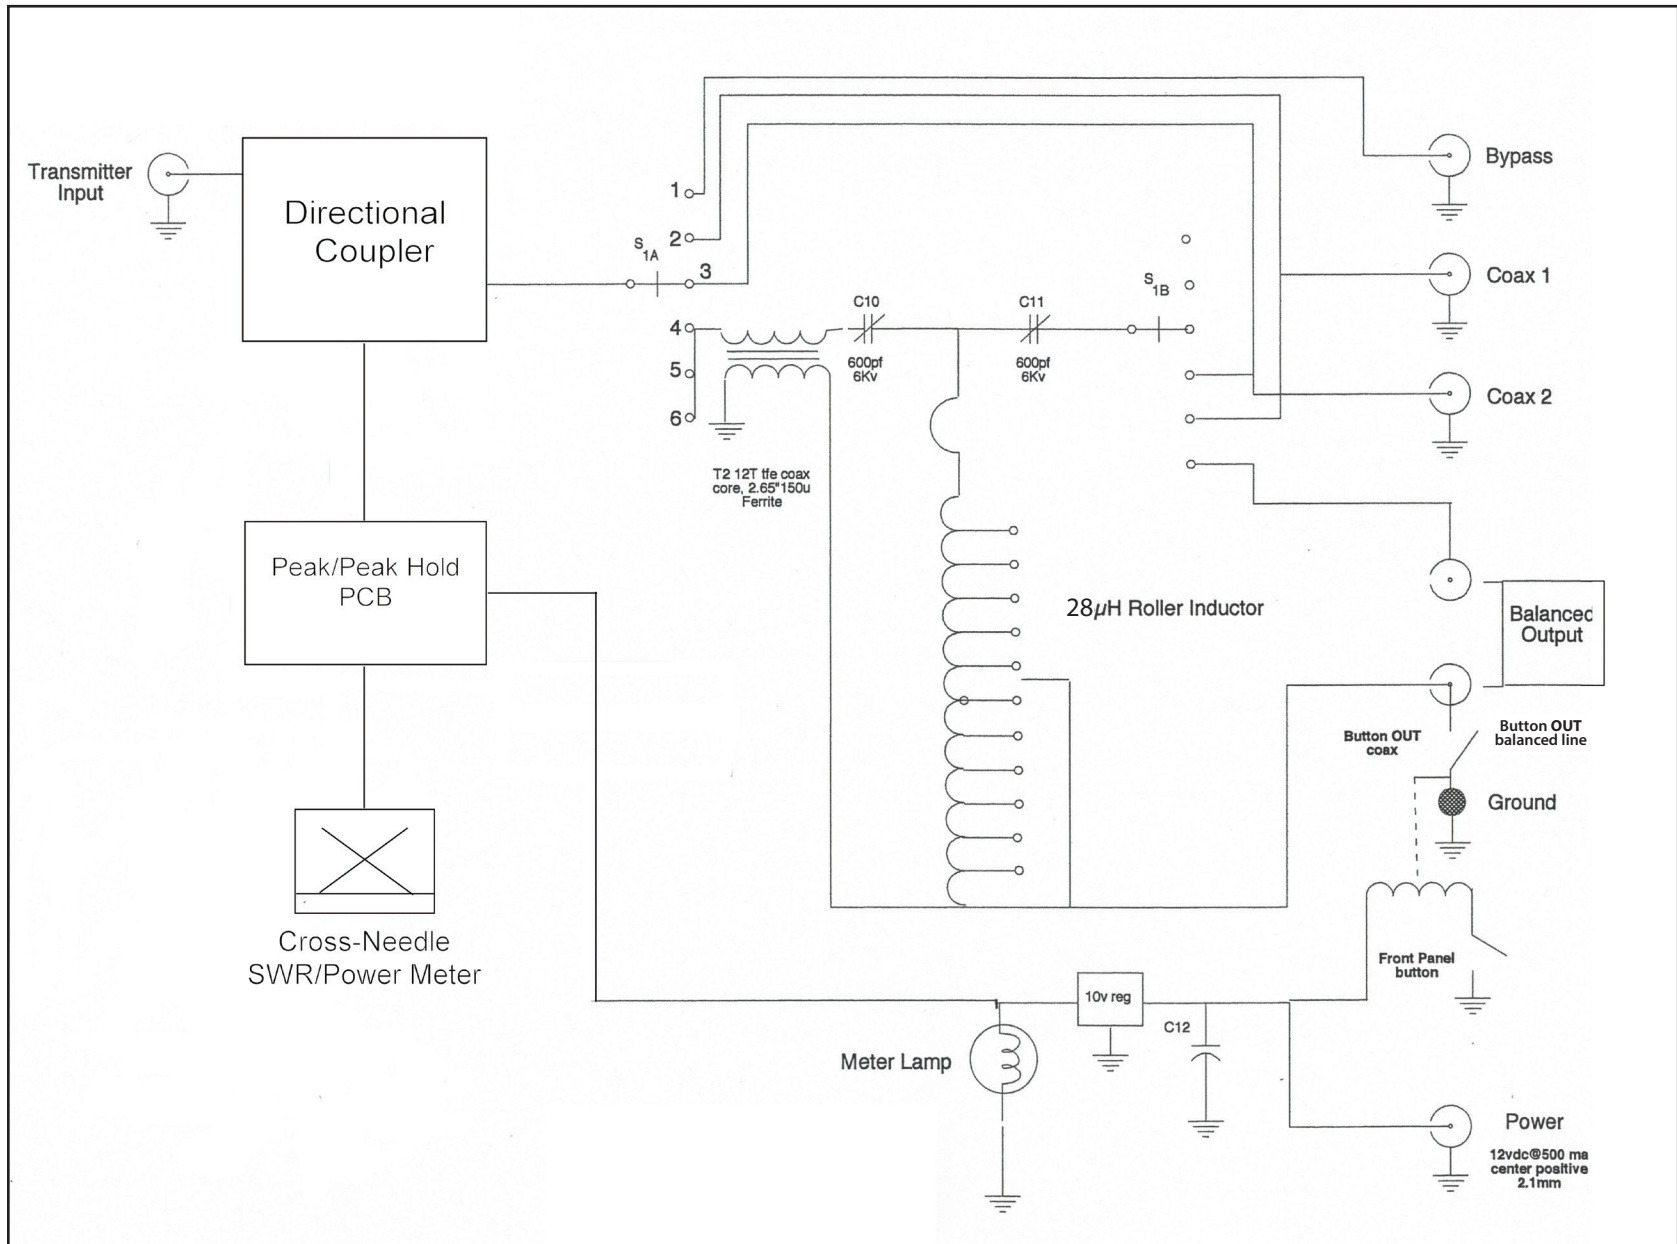 Transmitter
Input
Directional
Coupler
S
1A
1
2
3
4
5
6
C10
600pf
6Kv
C11
600pf
6Kv
S
1B
Bypass
Coax 1
Coax 2
T2 12T tfe coax
core, 2.65"150u
Ferrite
Peak/Peak Hold
PCB
28µH Roller Inductor
Balanced
Output
Button OUT
coax
Button OUT
balanced line
Ground
Cross-Needle
SWR/Power Meter
Front Panel
button
10v reg
C12
Meter Lamp
Power
12vdc@500 ma
center positive
2.1mm